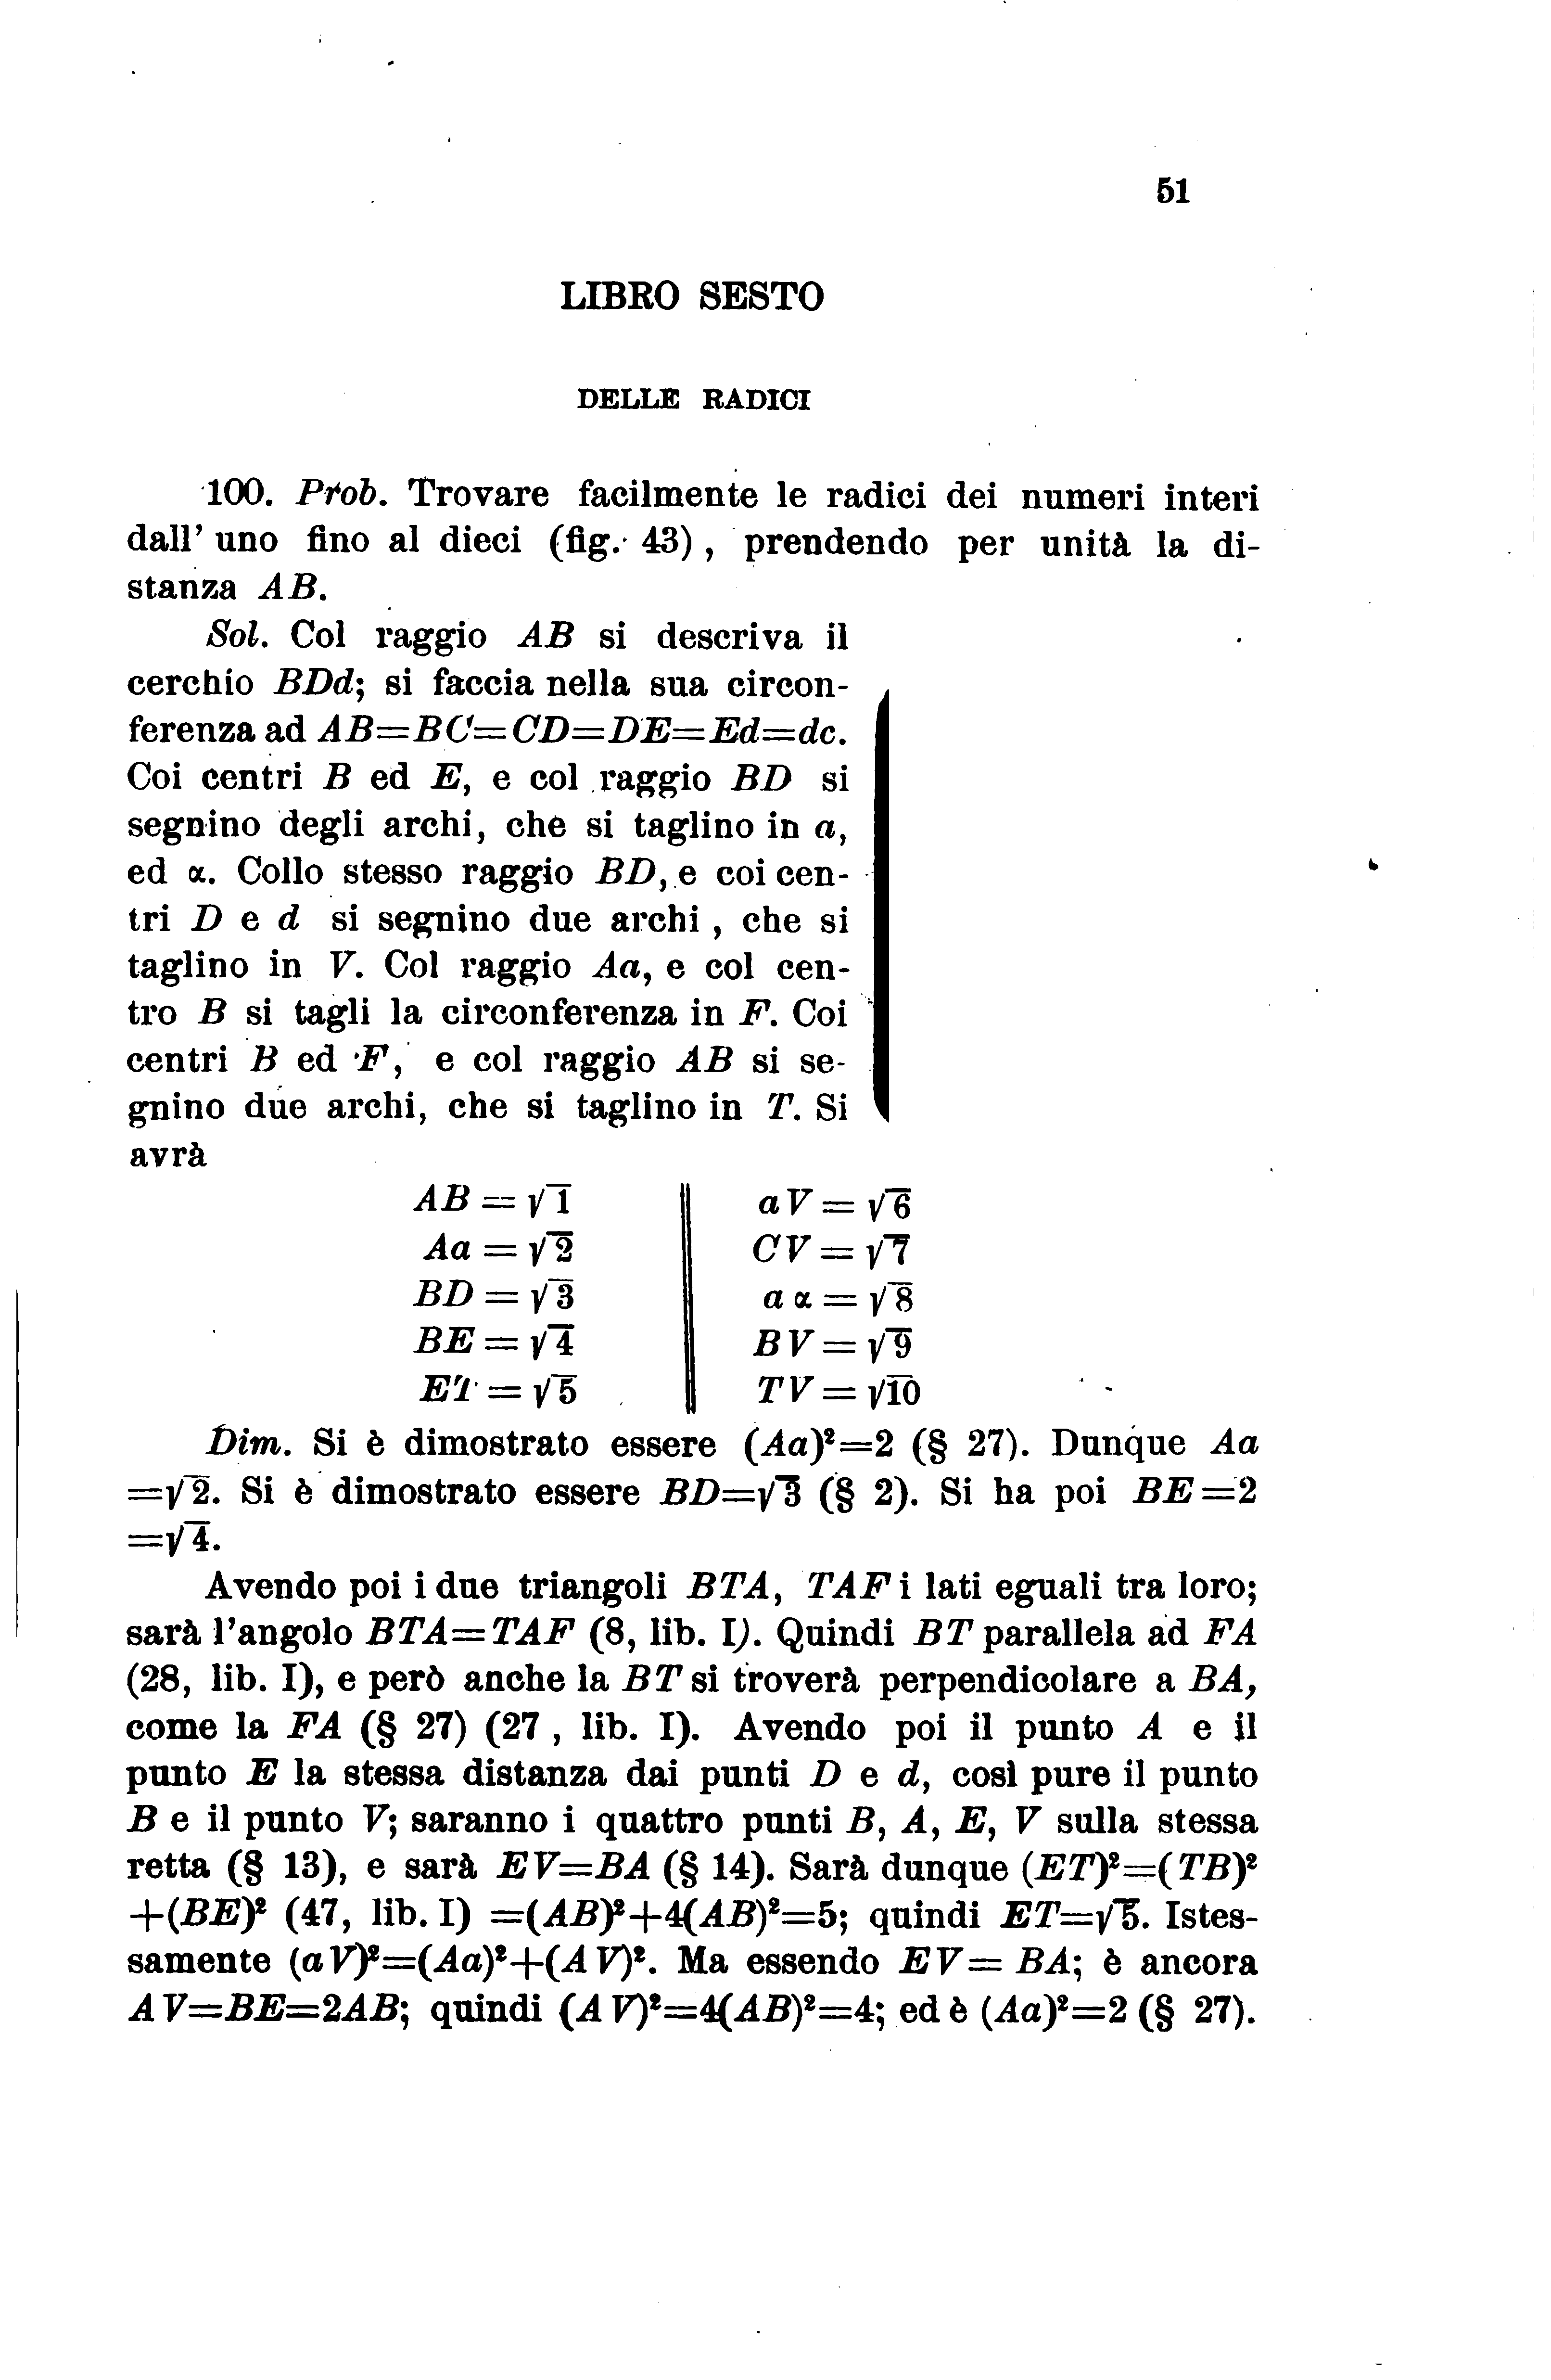 51
LIBRO SESTO
DELLE RADICI
100. Prob. Trovare facilmente le radici dei numeri interi
dall' uno fino al dieci (fig. 43), prendendo per unità la di-
stanza AB.
Sol. Col raggio AB si descriva il
cerchio BDd; si faccia nella sua circon-
ferenza ad AB=BC=CD=DE=Ed=dc.
Coi centri B ed E, e col raggio BD si
segnino degli archi, che si taglino in a,
ed α. Collo stesso raggio BD, e coi cen-
tri D e d si segnino due archi, che si
taglino in V. Col raggio Aa, e col cen-
tro B si tagli la circonferenza in F. Coi
centri B ed F, e col raggio AB si se-
gnino due archi, che si taglino in T. Si
avrà
AB = √1
Aa = √2
BD = √3
BE = √4
ET = √5
aV = √6
CV = √7
aα = √8
BV = √9
TV = √10
Dim. Si è dimostrato essere (Aa)²=2 (§ 27). Dunque Aa
=√2. Si è dimostrato essere BD=√3 (§ 2). Si ha poi BE=2
=√4.
Avendo poi i due triangoli BTA, TAF i lati eguali tra loro;
sarà l'angolo BTA=TAF (8, lib. I). Quindi BT parallela ad FA
(28, lib. I), e però anche la BT si troverà perpendicolare a BA,
come la FA (§ 27) (27, lib. I). Avendo poi il punto A e il
punto E la stessa distanza dai punti D e d, così pure il punto
B e il punto V; saranno i quattro punti B, A, E, V sulla stessa
retta (§ 13), e sarà EV=BA (§ 14). Sarà dunque (ET)²=(TB)²
+(BE)² (47, lib. I) =(AB)²+4(AB)²=5; quindi ET=√5. Istes-
samente (aV)²=(Aa)²+(AV)². Ma essendo EV= BA; è ancora
AV=BE=2AB; quindi (AV)²=4(AB)²=4; ed è (Aa)²=2 (§ 27).